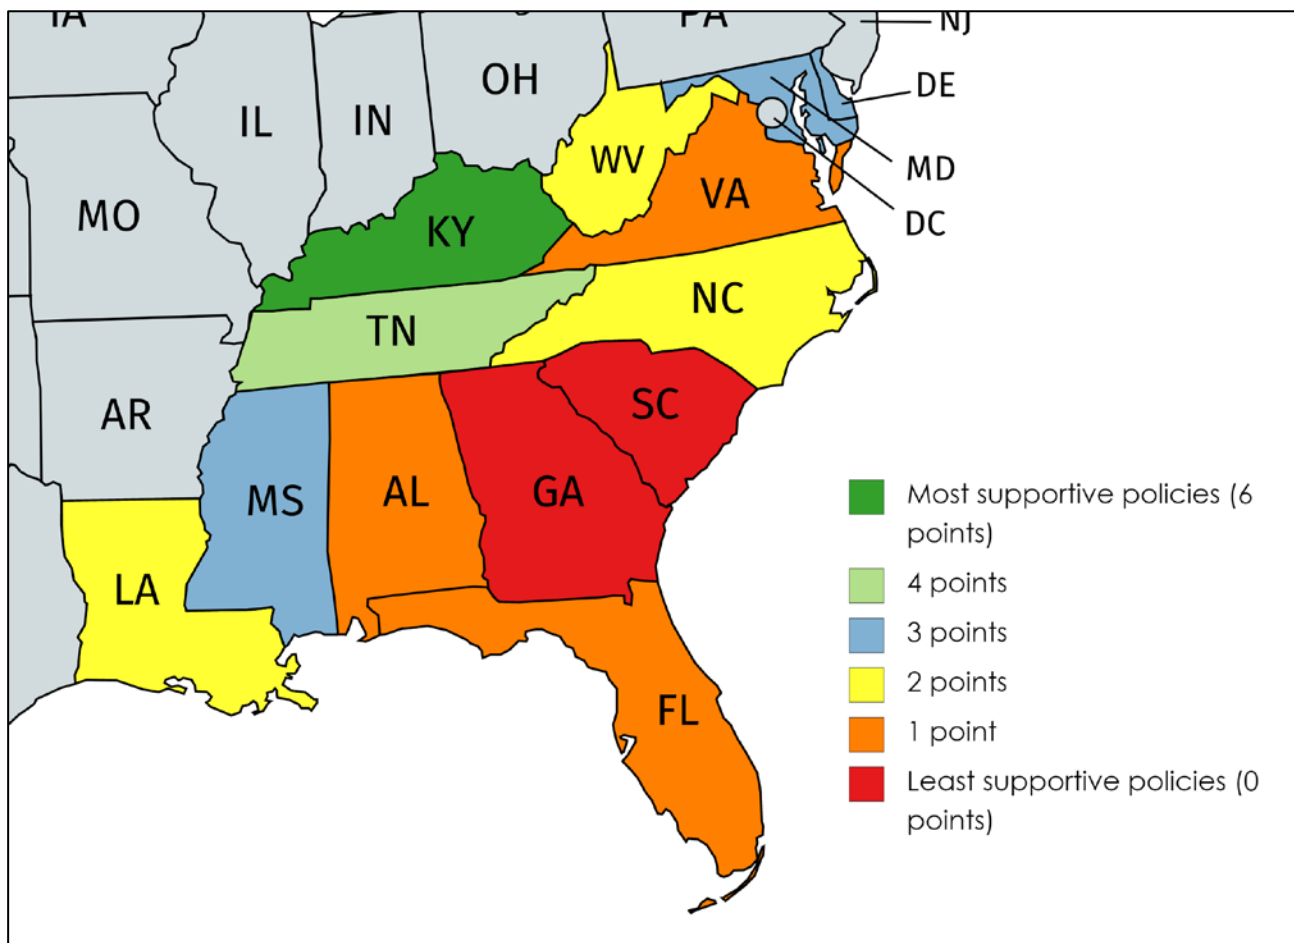 IA
PA
NJ
OH
DE
IL
IN
WV
MD
VA
MO
DC
KY
NC
TN
SC
AR
GA
AL
MS
LA
FL
Most supportive policies (6
points)
4 points
3 points
2 points
1 point
Least supportive policies (0
points)